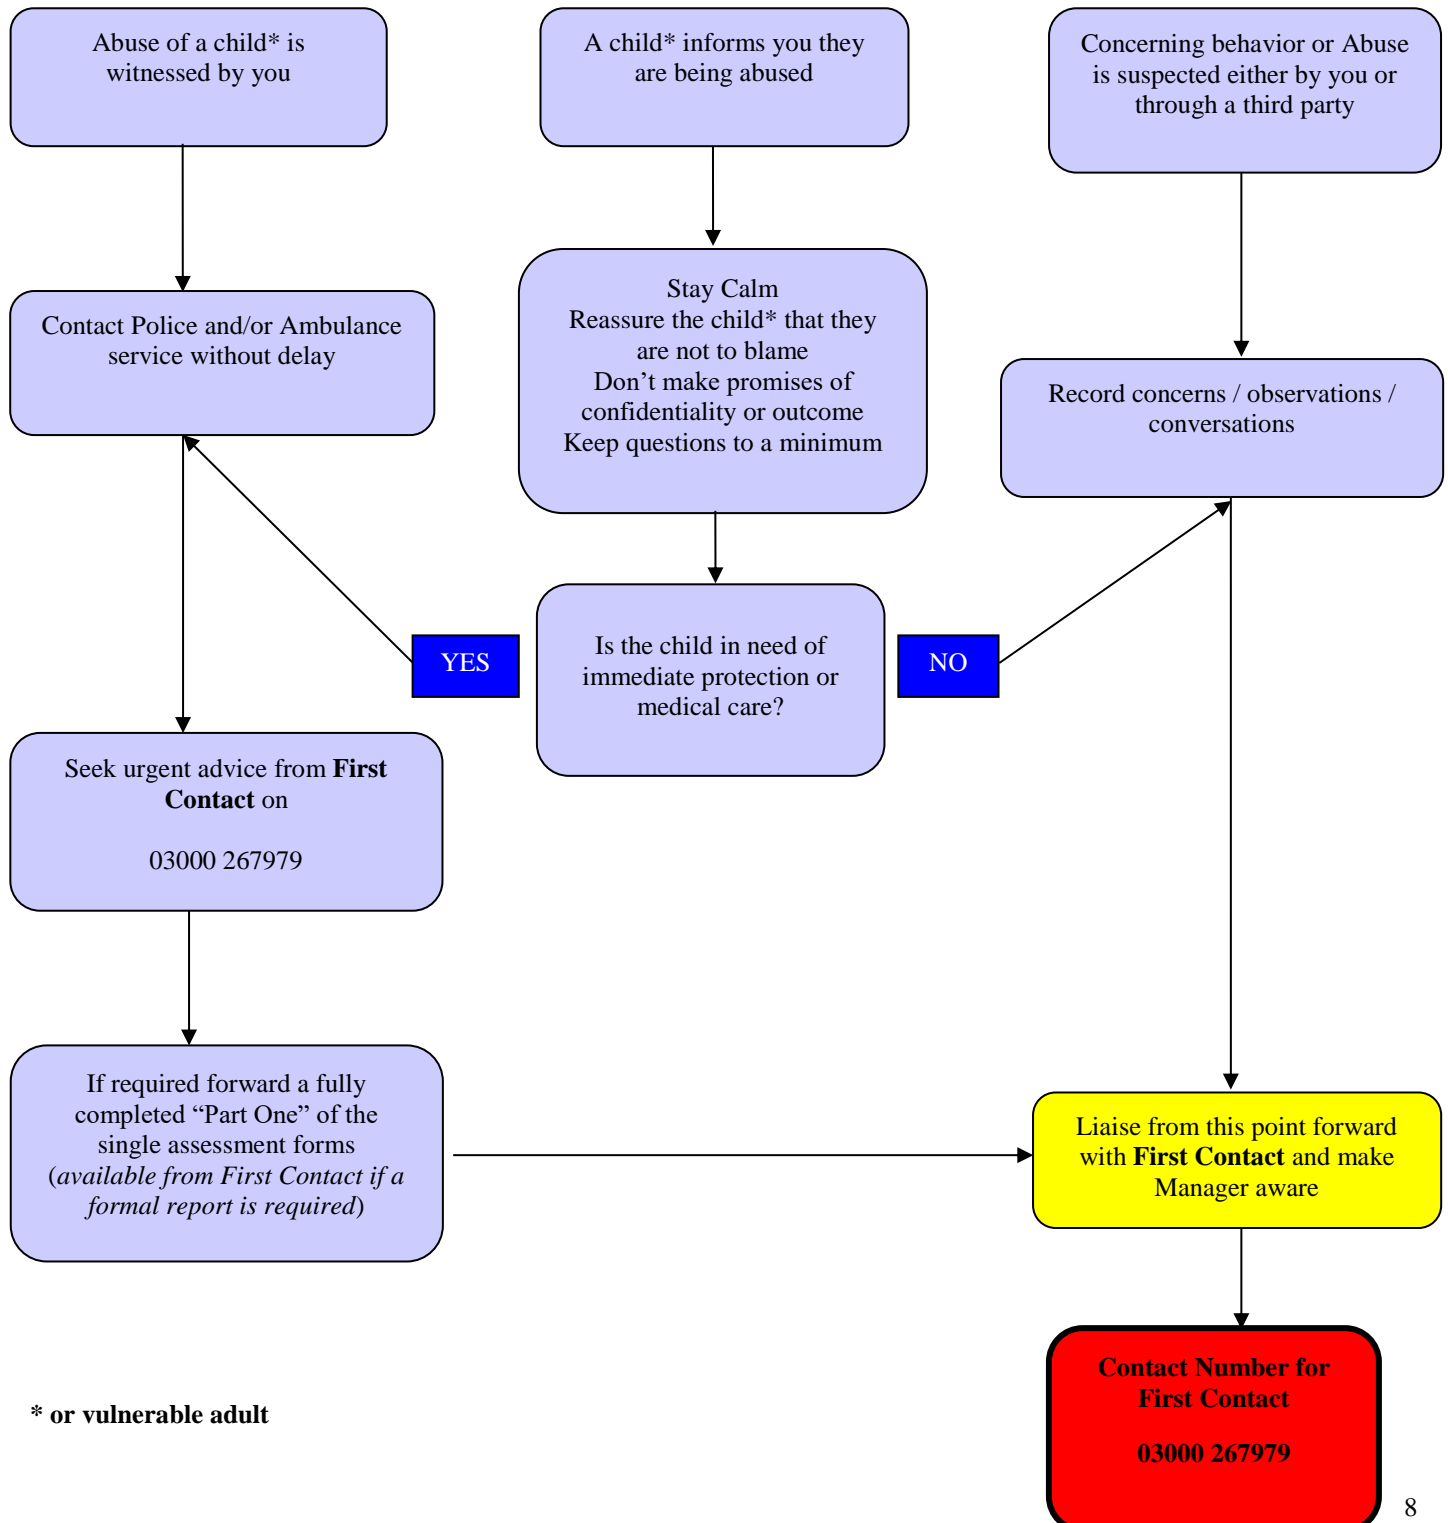 Abuse of a child* is
witnessed by you
A child* informs you they
are being abused
Concerning behavior or Abuse
is suspected either by you or
through a third party
Contact Police and/or Ambulance
service without delay
Stay Calm
Reassure the child* that they
are not to blame
Don’t make promises of
confidentiality or outcome
Keep questions to a minimum
Record concerns / observations /
conversations
YES
Is the child in need of
immediate protection or
medical care?
NO
Seek urgent advice from First
Contact on
03000 267979
If required forward a fully
completed “Part One” of the
single assessment forms
(available from First Contact if a
formal report is required)
Liaise from this point forward
with First Contact and make
Manager aware
Contact Number for
First Contact
03000 267979
* or vulnerable adult
8